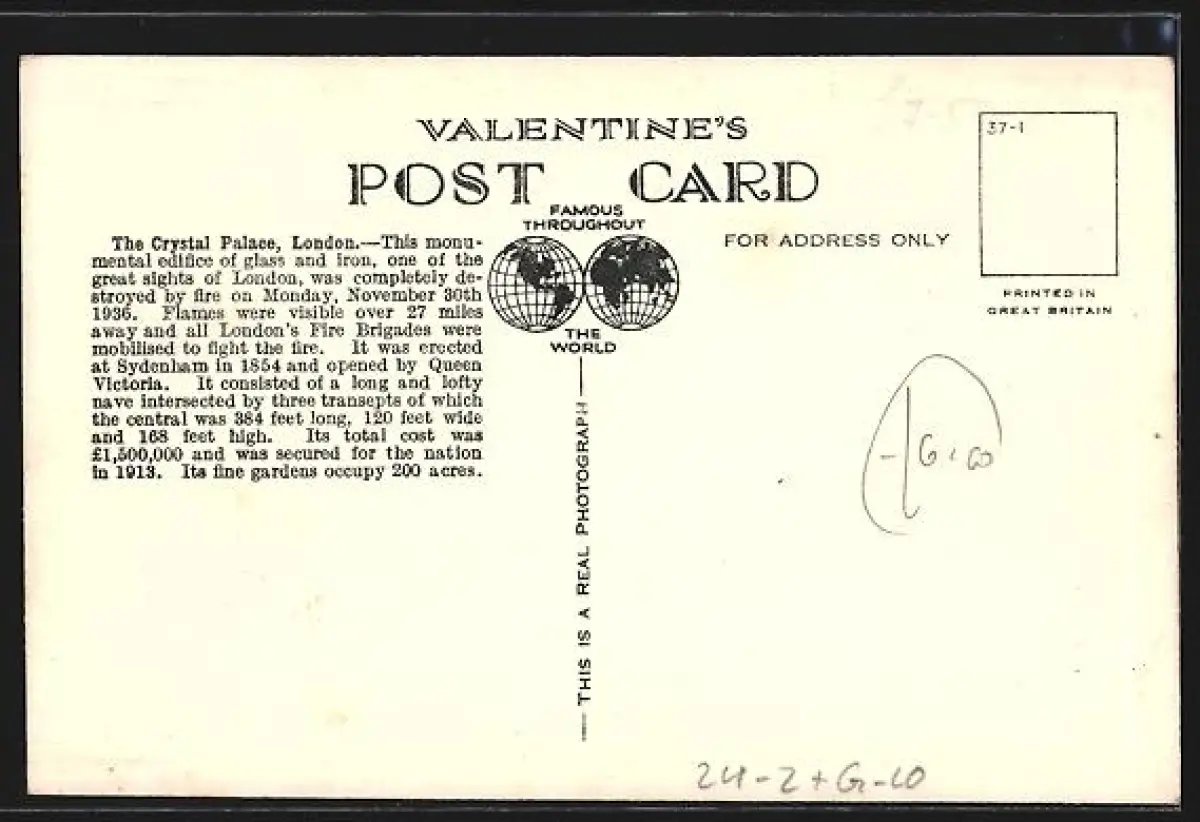 VALENTINE'S
POST CARD
FAMOUS
THROUGHOUT
THE
WORLD
37-1
FOR ADDRESS ONLY
PRINTED IN
GREAT BRITAIN
The Crystal Palace, London.—This monu-
mental edifice of glass and iron, one of the
great sights of London, was completely de-
stroyed by fire on Monday, November 30th
1936. Flames were visible over 27 miles
away and all London's Fire Brigades were
mobilised to fight the fire. It was erected
at Sydenham in 1854 and opened by Queen
Victoria. It consisted of a long and lofty
nave intersected by three transepts of which
the central was 384 feet long, 120 feet wide
and 168 feet high. Its total cost was
£1,500,000 and was secured for the nation
in 1913. Its fine gardens occupy 200 acres.
THIS IS A REAL PHOTOGRAPH